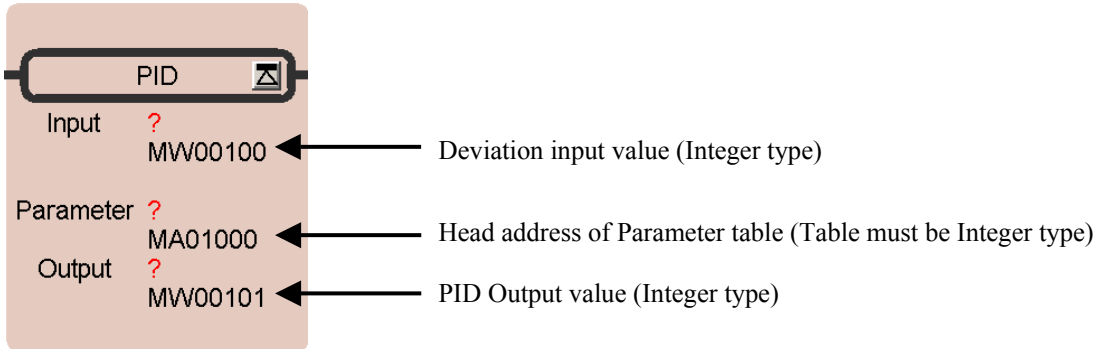 PID
Input ?
MW00100 Deviation input value (Integer type)
Parameter ?
MA01000 Head address of Parameter table (Table must be Integer type)
Output ?
MW00101 PID Output value (Integer type)